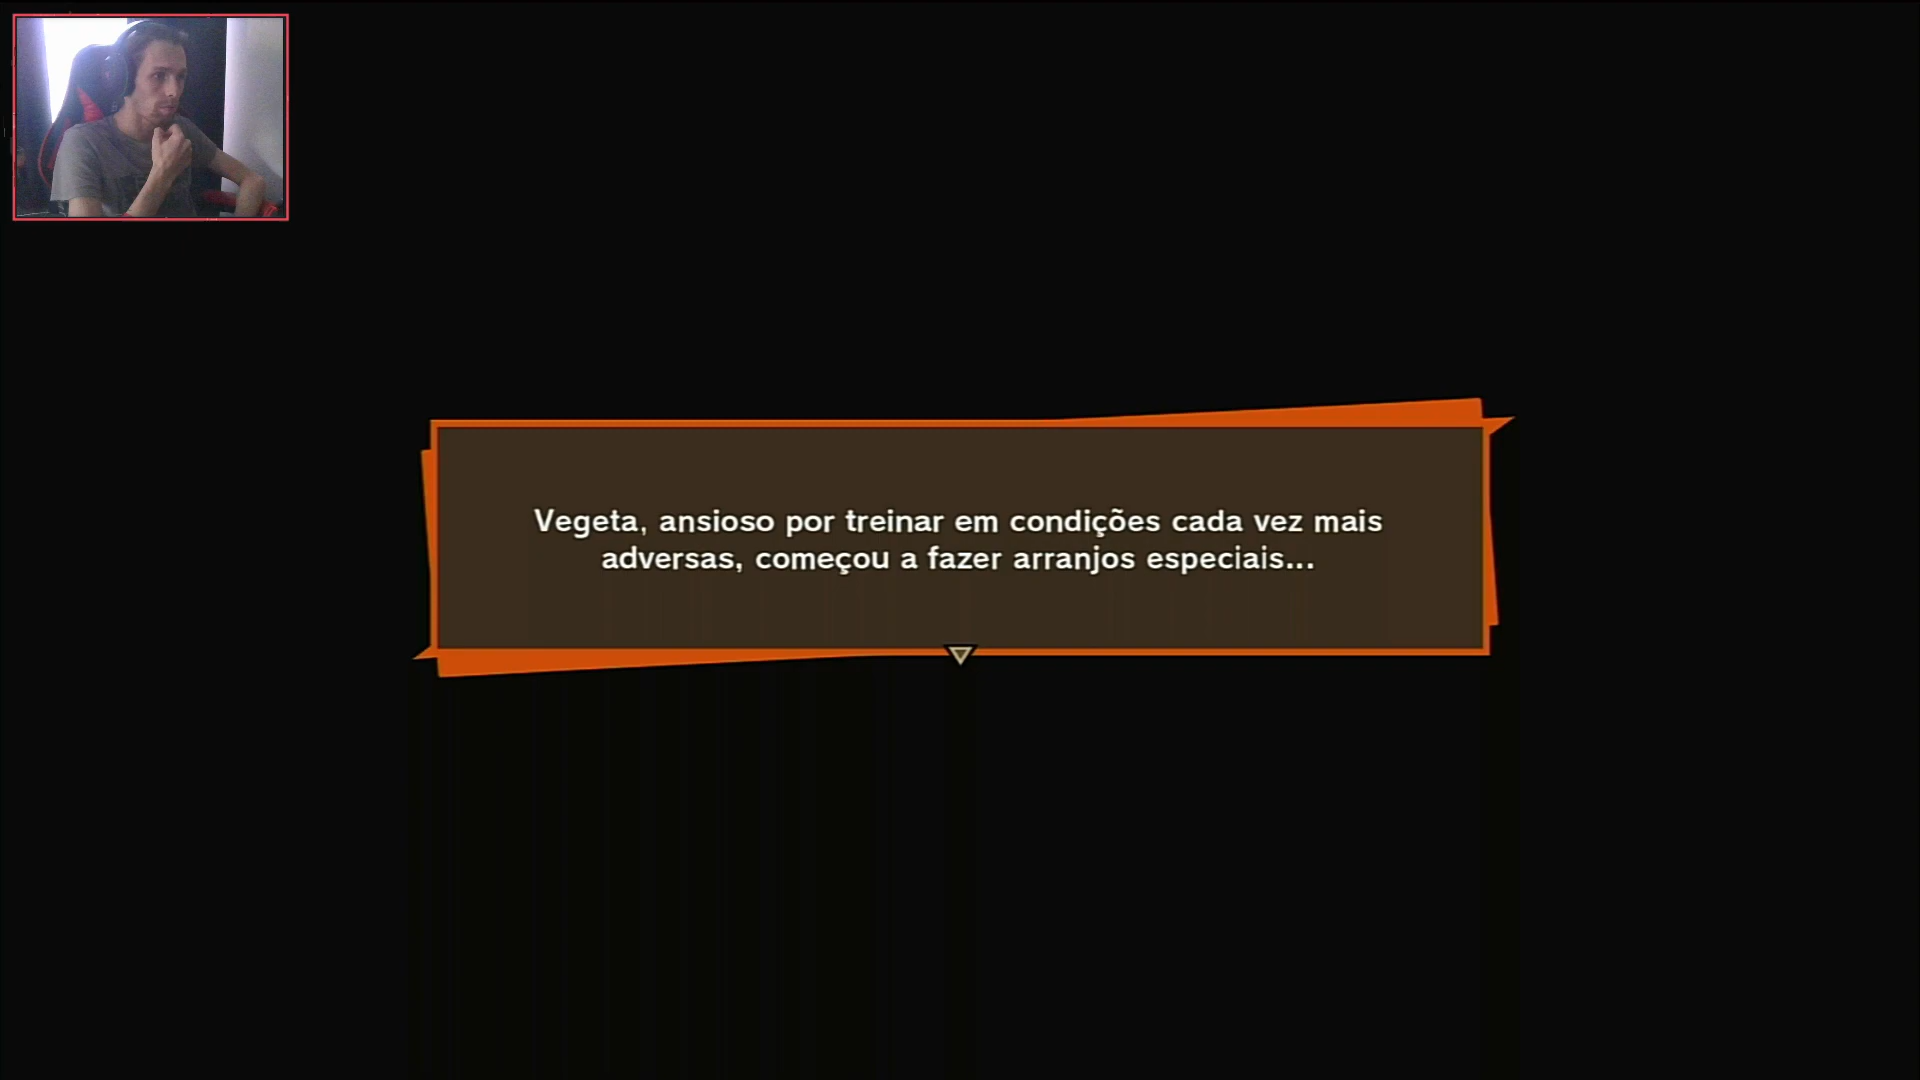 Vegeta, ansioso por treinar em condições cada vez mais
adversas, começou a fazer arranjos especiais...